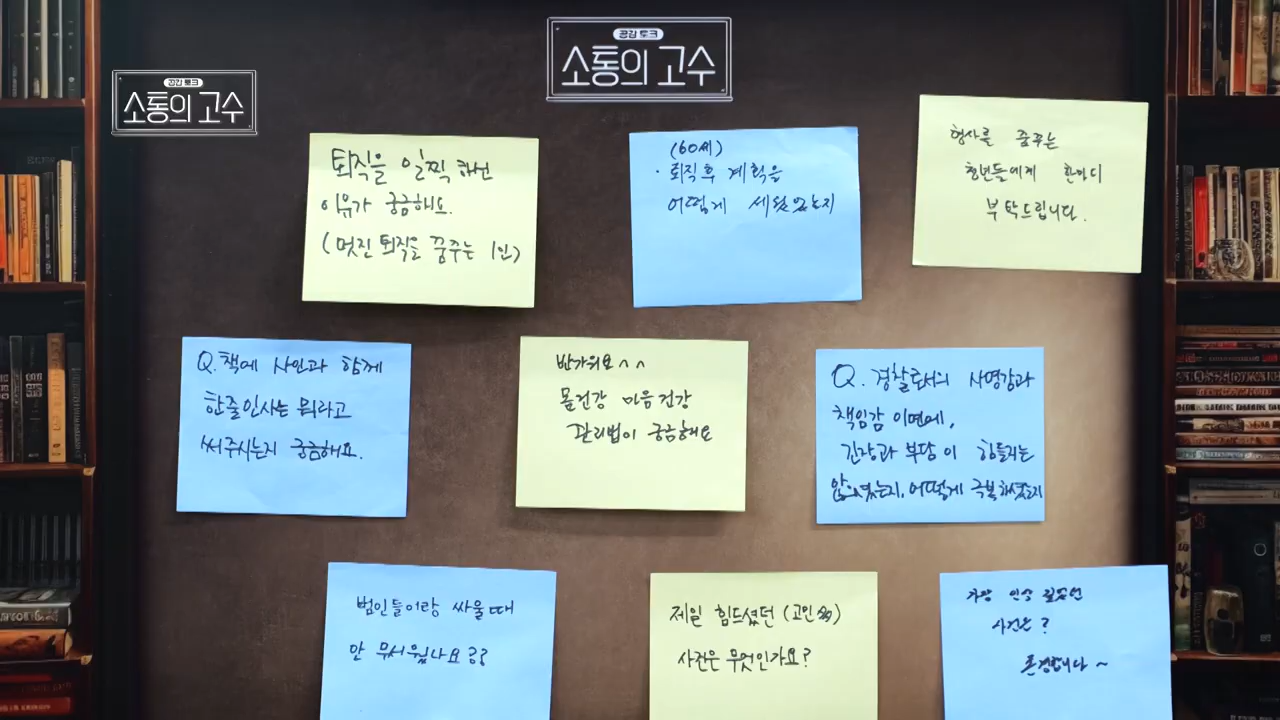 공감 토크
소통의 고수
공감 토크
소통의 고수
퇴직을 일찍 하신
이유가 궁금해요.
(멋진 퇴직을 꿈꾸는 1인)
(60세)
· 퇴직 후 계획을
어떻게 세웠있는지
형사를 꿈꾸는
청년들에게 한마디
부탁드립니다.
Q. 책에 사인과 함께
한줄인사는 뭐라고
써주시는지 궁금해요.
반가워요^^
몸건강 마음건강
관리법이 궁금해요
Q. 경찰로서의 사명감과
책임감 이면에,
긴장과 부담이 힘들지는
않으셨는지, 어떻게 극복하셨는지
범인들이랑 싸울때
안 무서웠나요
제일 힘드셨던 (고인
사건은 무엇인가요?
가장 인상 깊었던
사건은?
존경합니다~